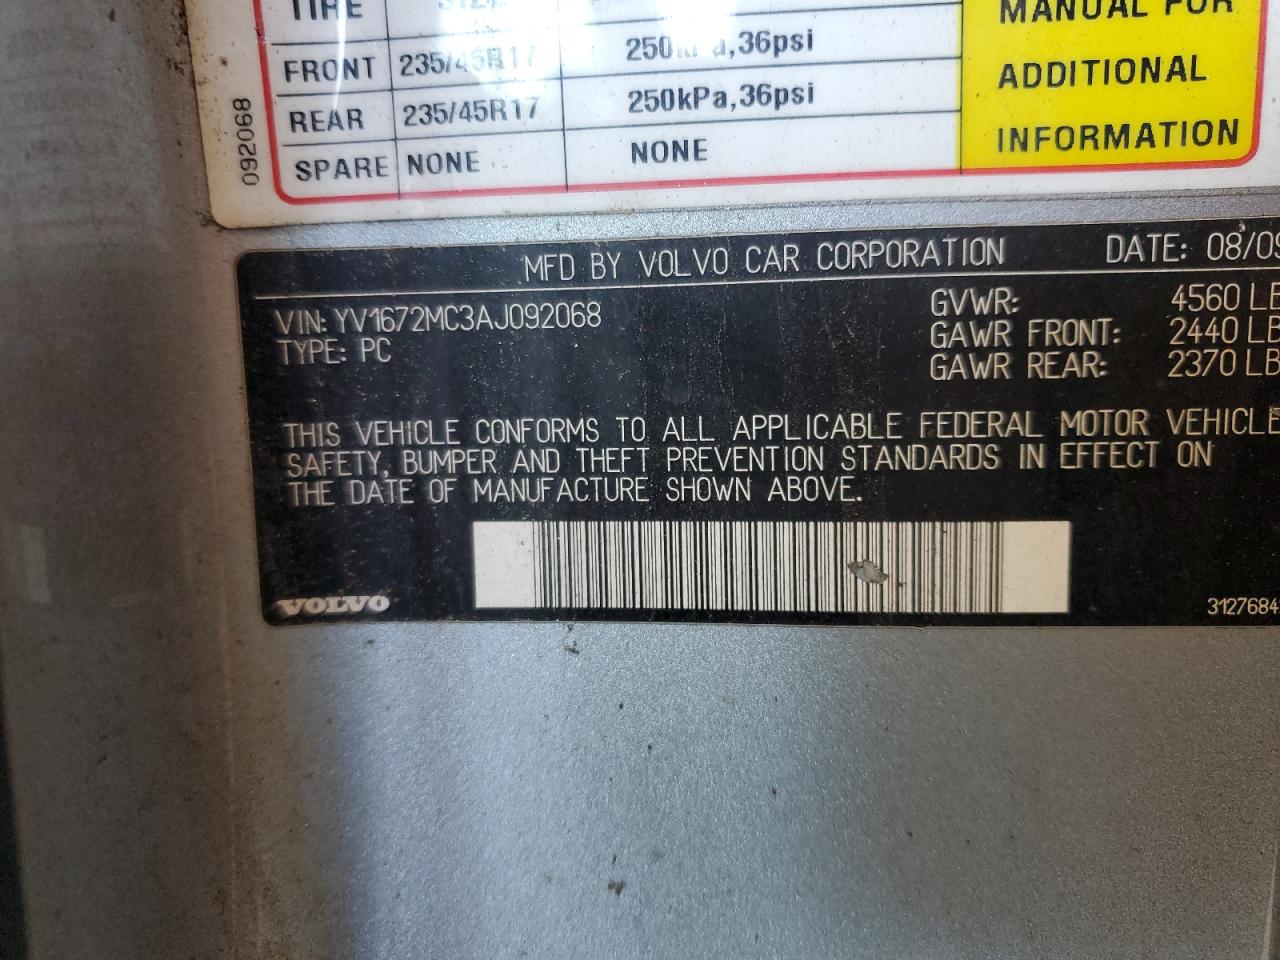 TIRE
MANUAL FOR
FRONT 235/45R17 250kPa,36psi
ADDITIONAL
REAR 235/45R17 250kPa,36psi
INFORMATION
SPARE NONE NONE
092068
MFD BY VOLVO CAR CORPORATION DATE: 08/09
VIN: YV1672MC3AJ092068 GVWR: 4560 LB
TYPE: PC GAWR FRONT: 2440 LB
GAWR REAR: 2370 LB
THIS VEHICLE CONFORMS TO ALL APPLICABLE FEDERAL MOTOR VEHICLE
SAFETY, BUMPER AND THEFT PREVENTION STANDARDS IN EFFECT ON
THE DATE OF MANUFACTURE SHOWN ABOVE.
VOLVO
3127684